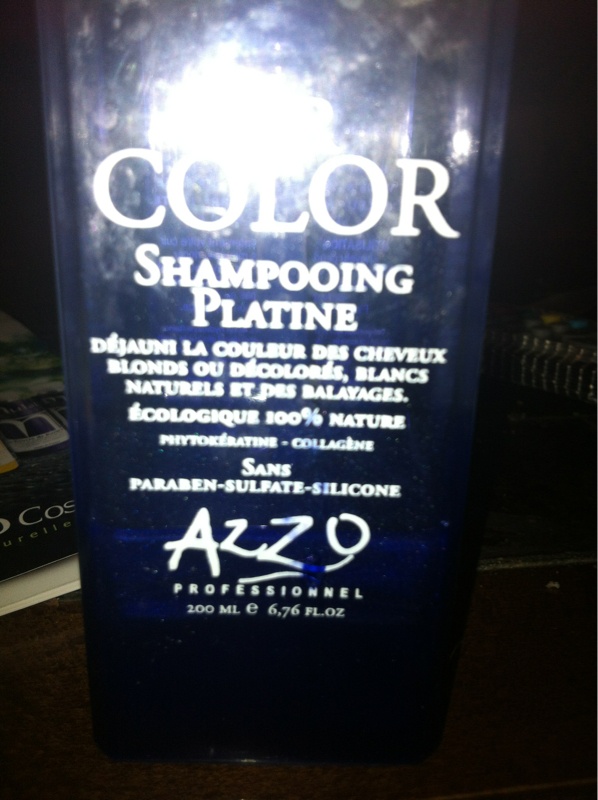 COLOR
SHAMPOOING
PLATINE
DÉJAUNI LA COULEUR DES CHEVEUX
BLONDS OU DÉCOLORÉS, BLANCS
NATURELS ET DES BALAYAGES.
ÉCOLOGIQUE 100% NATURE
PHYTOKÉRATINE - COLLAGÈNE
SANS
PARABEN-SULFATE-SILICONE
AZZO
PROFESSIONNEL
200 ML e 6,76 FL.OZ